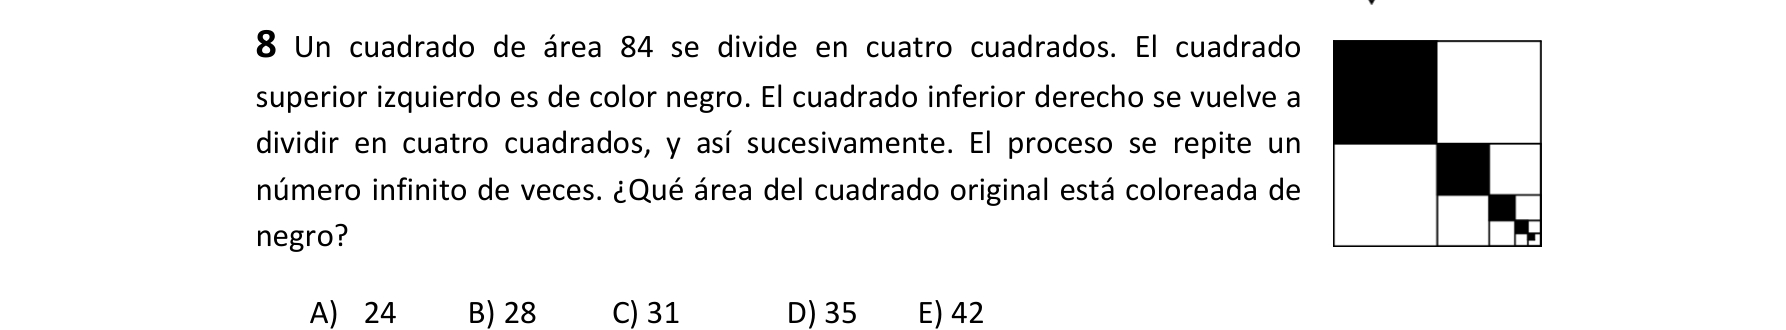 8 Un cuadrado de área 84 se divide en cuatro cuadrados. El cuadrado
superior izquierdo es de color negro. El cuadrado inferior derecho se vuelve a
dividir en cuatro cuadrados, y así sucesivamente. El proceso se repite un
número infinito de veces. ¿Qué área del cuadrado original está coloreada de
negro?
A) 24 B) 28 C) 31 D) 35 E) 42